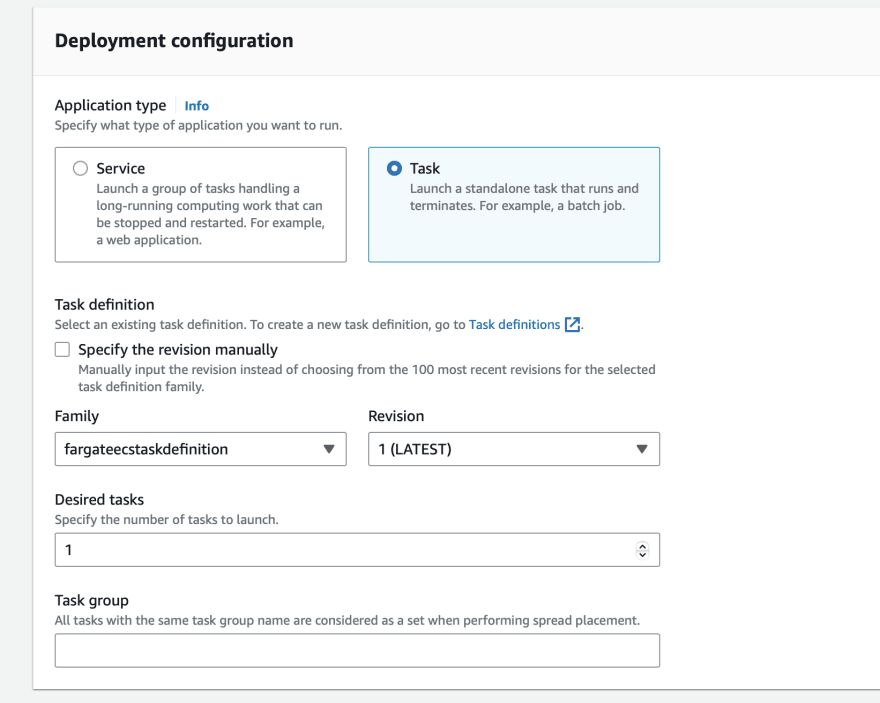 Deployment configuration
Application type Info
Specify what type of application you want to run.
Service
Launch a group of tasks handling a
long-running computing work that can
be stopped and restarted. For example,
a web application.
Task
Launch a standalone task that runs and
terminates. For example, a batch job.
Task definition
Select an existing task definition. To create a new task definition, go to Task definitions.
Specify the revision manually
Manually input the revision instead of choosing from the 100 most recent revisions for the selected
task definition family.
Family
fargateecstaskdefinition
Revision
1 (LATEST)
Desired tasks
Specify the number of tasks to launch.
1
Task group
All tasks with the same task group name are considered as a set when performing spread placement.